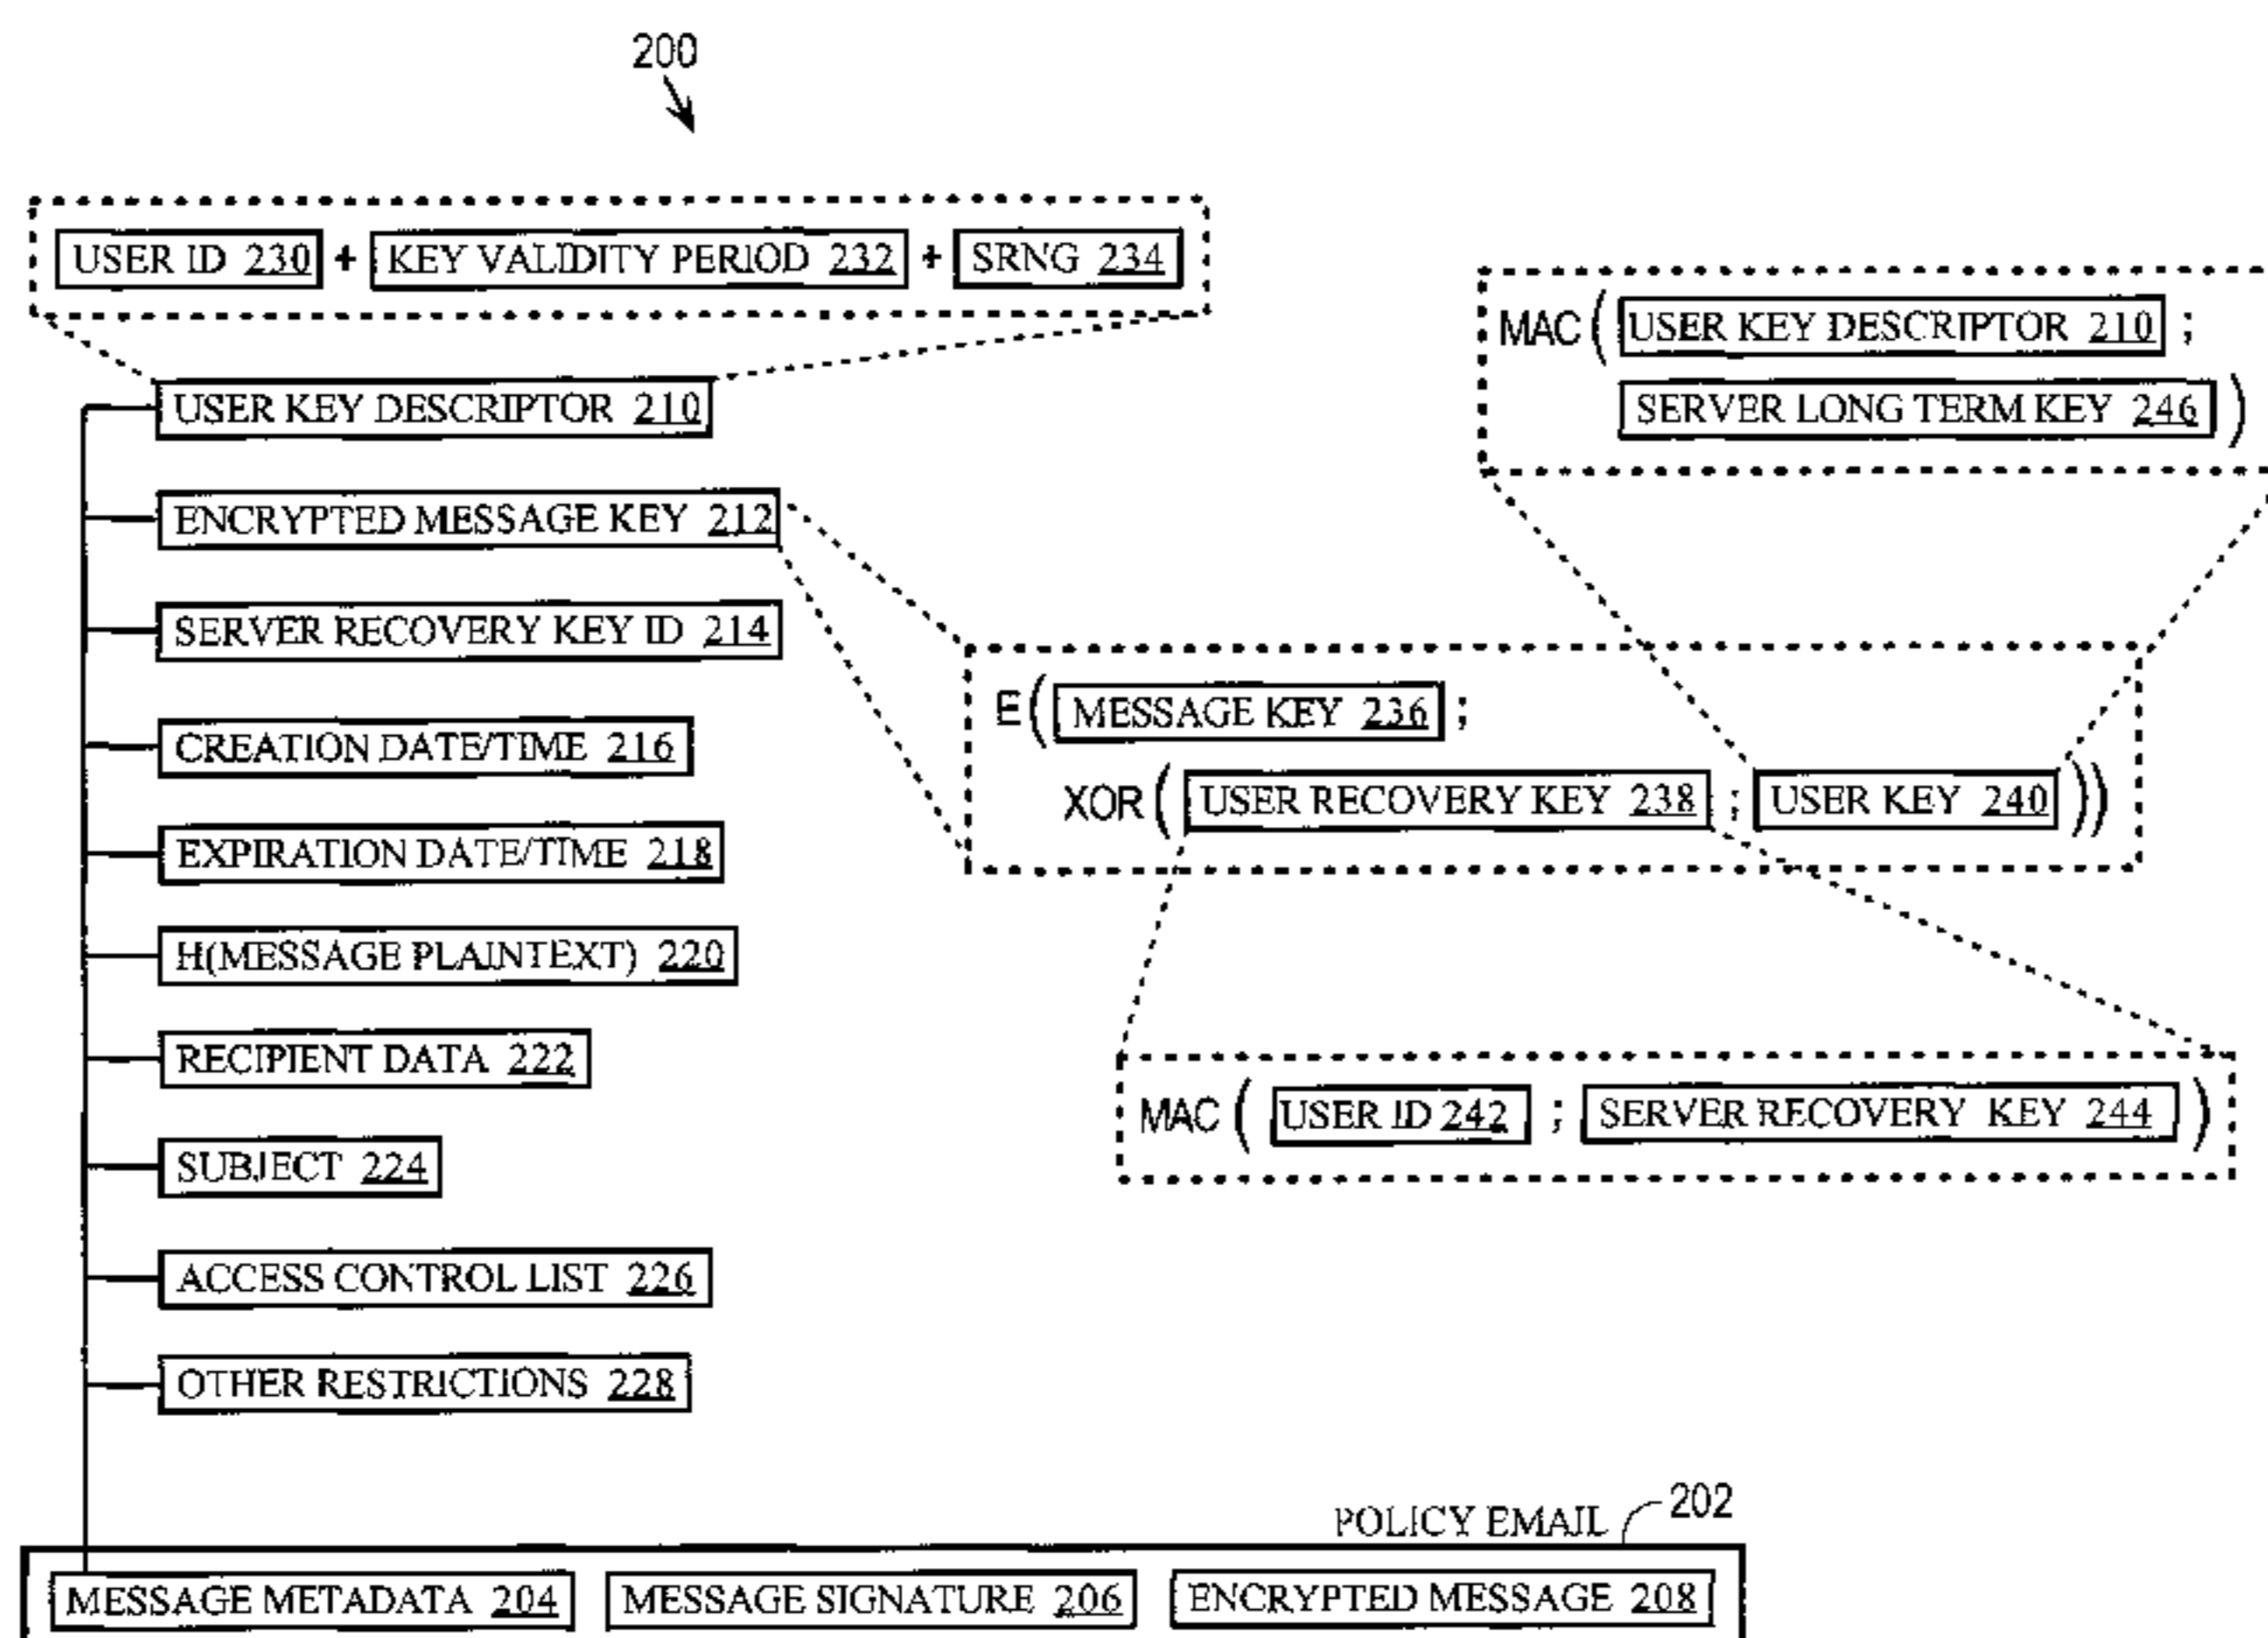 200
USER ID 230 + KEY VALIDITY PERIOD 232 + SRNG 234
MAC ( USER KEY DESCRIPTOR 210 ;
SERVER LONG TERM KEY 246 )
USER KEY DESCRIPTOR 210
ENCRYPTED MESSAGE KEY 212
SERVER RECOVERY KEY ID 214
E ( MESSAGE KEY 236 ;
XOR ( USER RECOVERY KEY 238 ; USER KEY 240 ))
CREATION DATE/TIME 216
EXPIRATION DATE/TIME 218
H(MESSAGE PLAINTEXT) 220
RECIPIENT DATA 222
MAC ( USER ID 242 ; SERVER RECOVERY KEY 244 )
SUBJECT 224
ACCESS CONTROL LIST 226
OTHER RESTRICTIONS 228
POLICY EMAIL 202
MESSAGE METADATA 204 MESSAGE SIGNATURE 206 ENCRYPTED MESSAGE 208